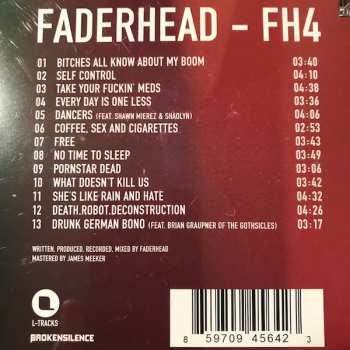 FADERHEAD - FH4
01 BITCHES ALL KNOW ABOUT MY BOOM 03:40
02 SELF CONTROL 04:10
03 TAKE YOUR FUCKIN' MEDS 04:38
04 EVERY DAY IS ONE LESS 03:36
05 DANCERS (FEAT. SHAWN MIEREZ & SHAOLYN) 04:06
06 COFFEE, SEX AND CIGARETTES 02:53
07 FREE 03:43
08 NO TIME TO SLEEP 03:49
09 PORNSTAR DEAD 03:06
10 WHAT DOESN'T KILL US 03:42
11 SHE'S LIKE RAIN AND HATE 04:32
12 DEATH.ROBOT.DECONSTRUCTION 04:26
13 DRUNK GERMAN BONO (FEAT. BRIAN GRAUPNER OF THE GOTHSICLES) 03:17
WRITTEN, PRODUCED, RECORDED, MIXED BY FADERHEAD
MASTERED BY JAMES MEEKER
L-TRACKS
BROKENSILENCE
8 59709 45642 3